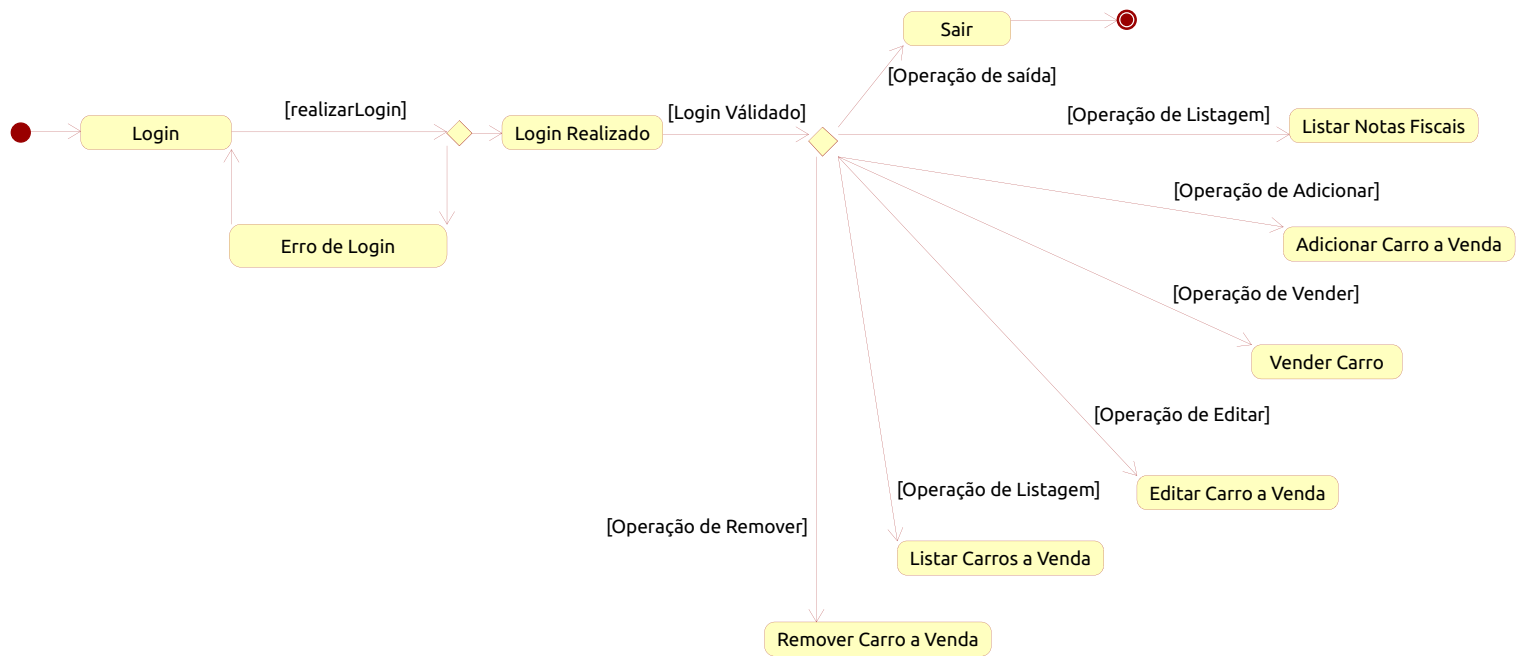 Sair
[Operação de saída]
[realizarLogin]
[Login Válidado]
[Operação de Listagem]
Listar Notas Fiscais
Login
Login Realizado
[Operação de Adicionar]
Erro de Login
Adicionar Carro a Venda
[Operação de Vender]
Vender Carro
[Operação de Editar]
[Operação de Listagem]
Editar Carro a Venda
[Operação de Remover]
Listar Carros a Venda
Remover Carro a Venda